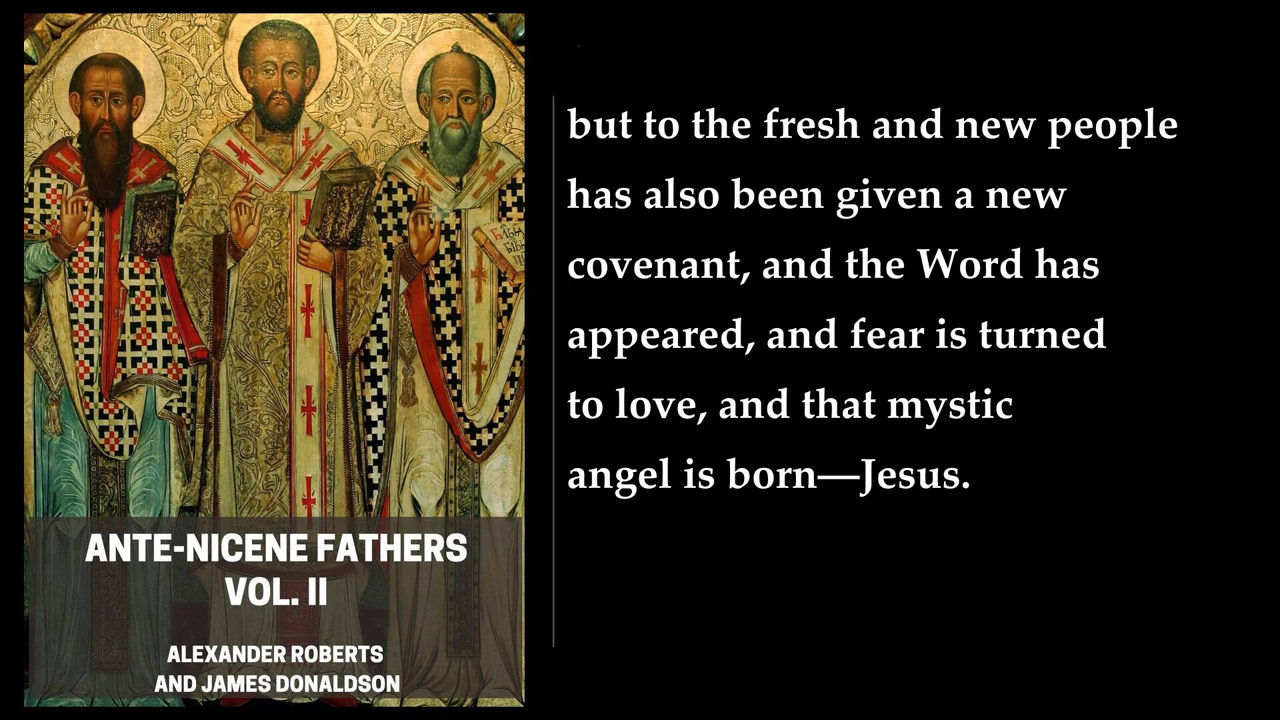 but to the fresh and new people
has also been given a new
covenant, and the Word has
appeared, and fear is turned
to love, and that mystic
angel is born—Jesus.
ANTE-NICENE FATHERS
VOL. II
ALEXANDER ROBERTS
AND JAMES DONALDSON